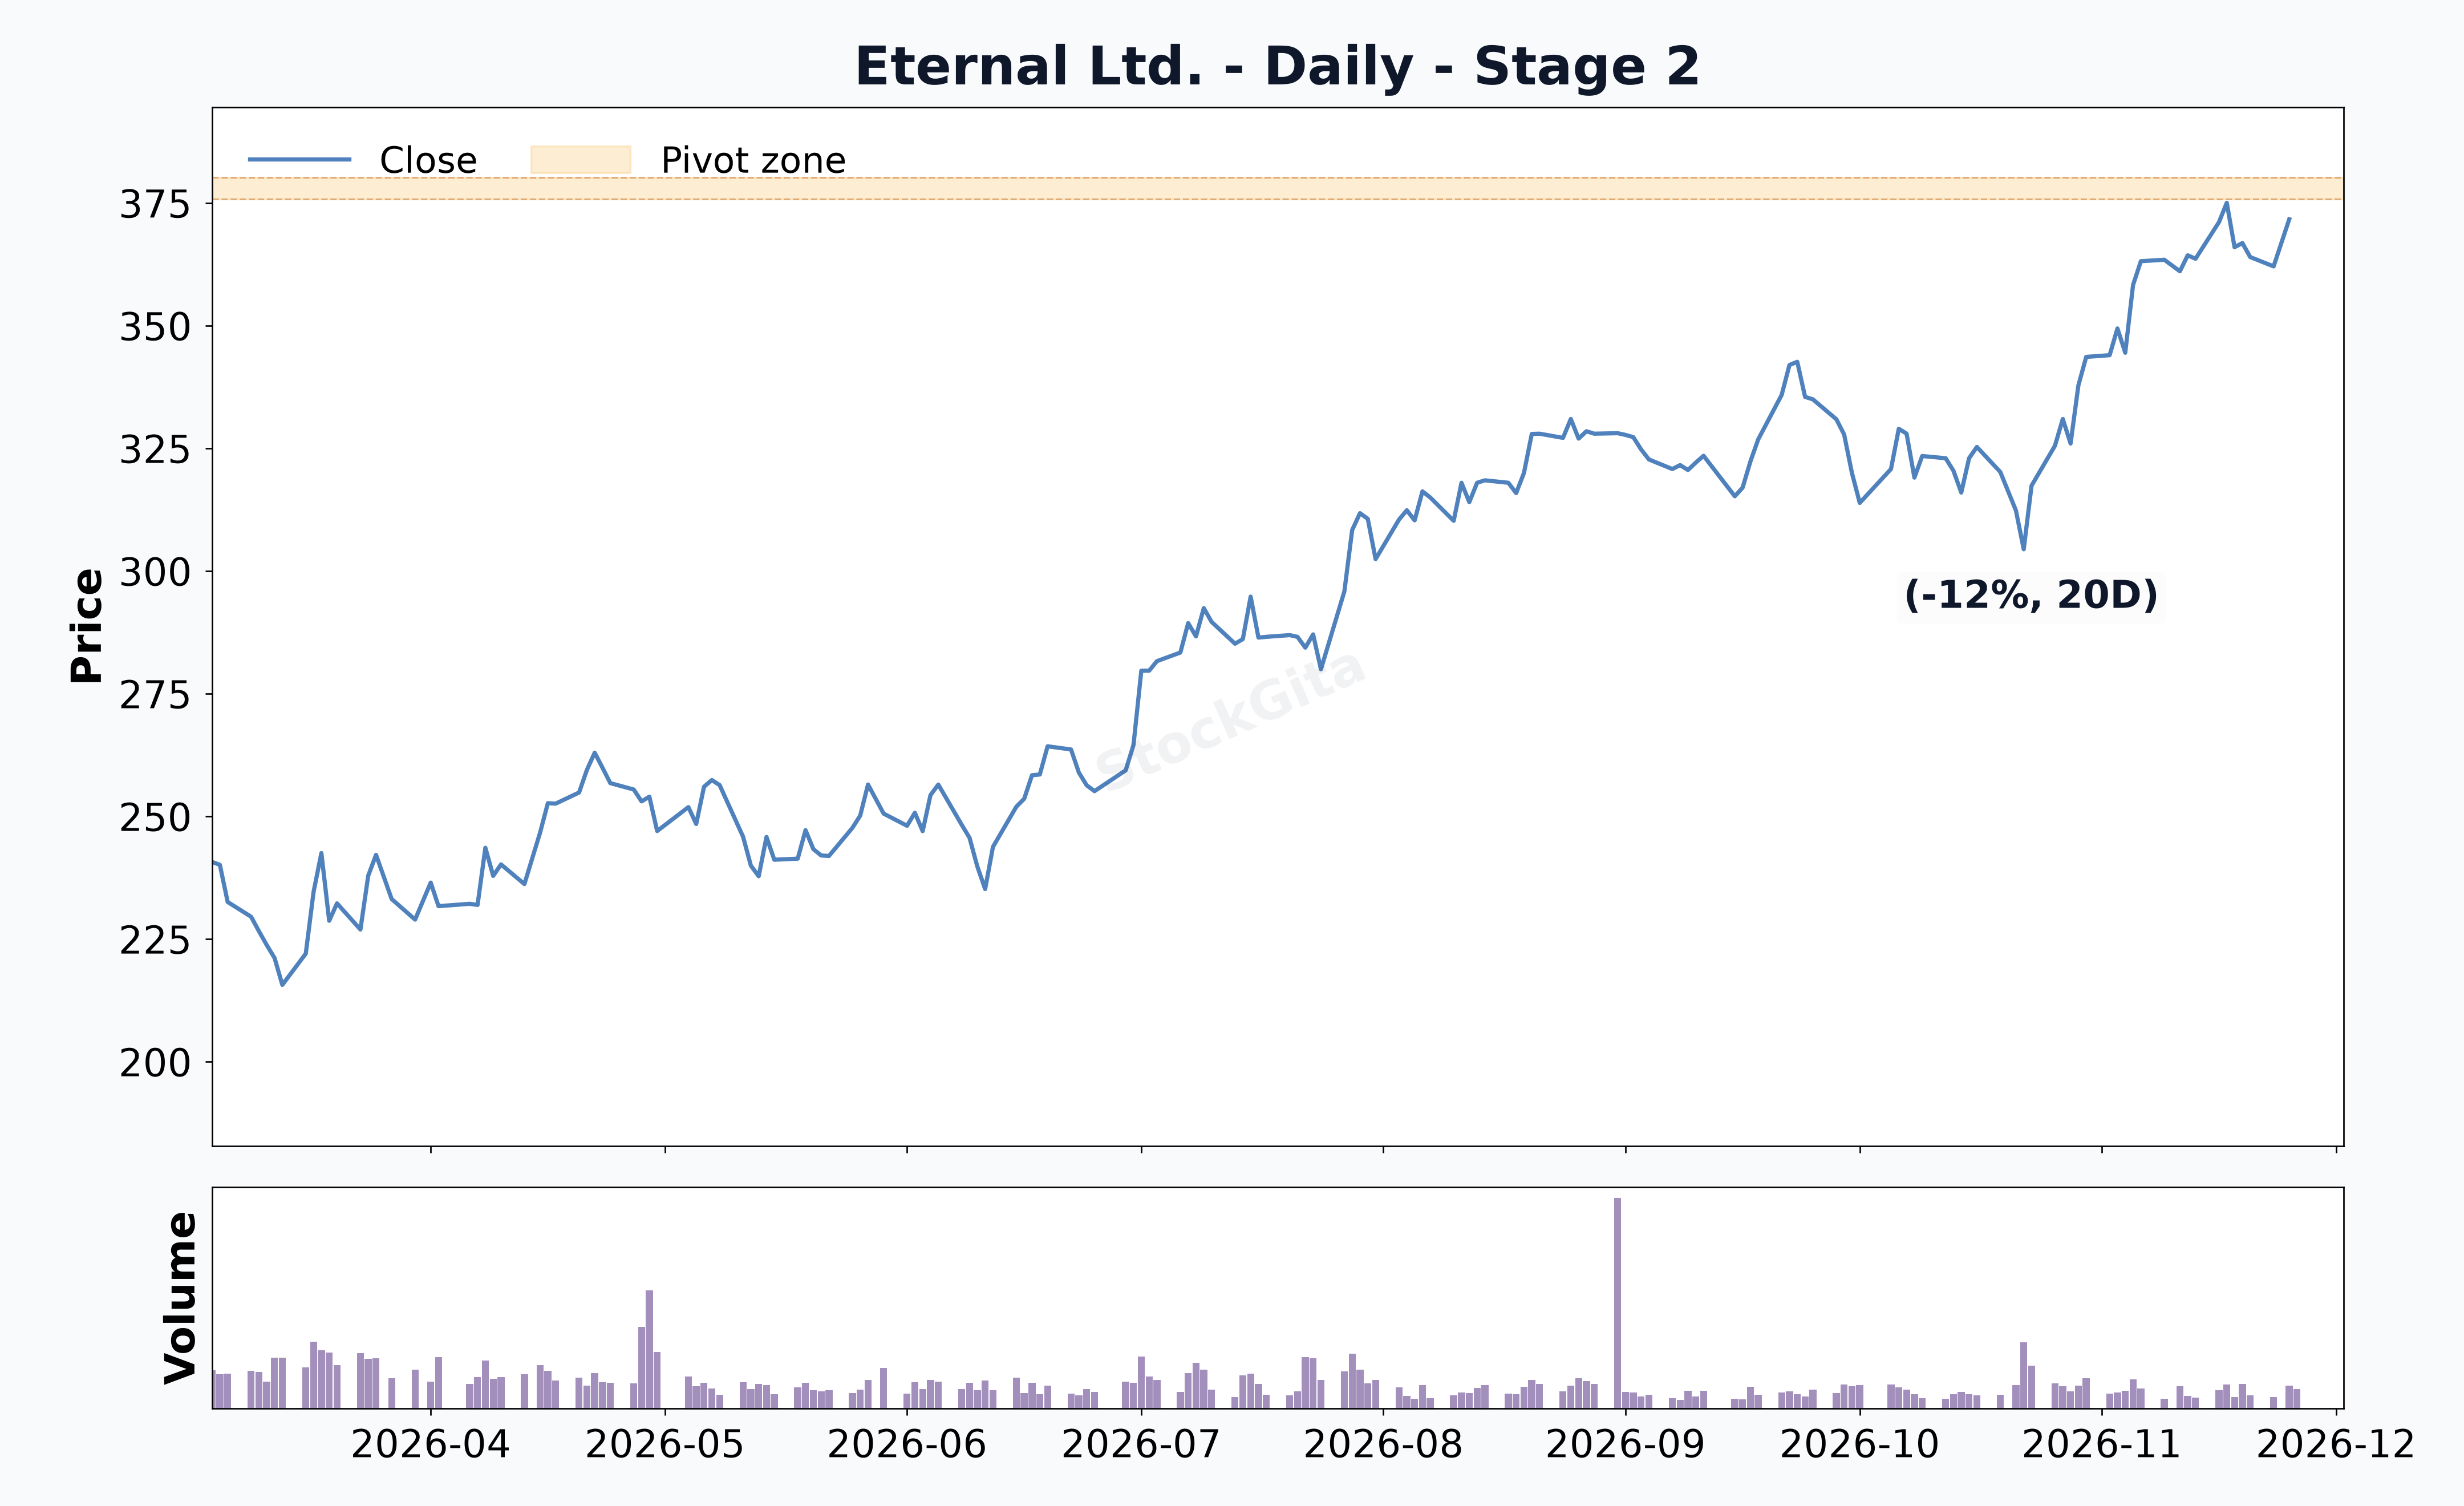 Eternal Ltd. - Daily - Stage 2
Close
Pivot zone
375
350
325
300
275
250
225
200
Price
(-12%, 20D)
StockGita
Volume
2026-04
2026-05
2026-06
2026-07
2026-08
2026-09
2026-10
2026-11
2026-12